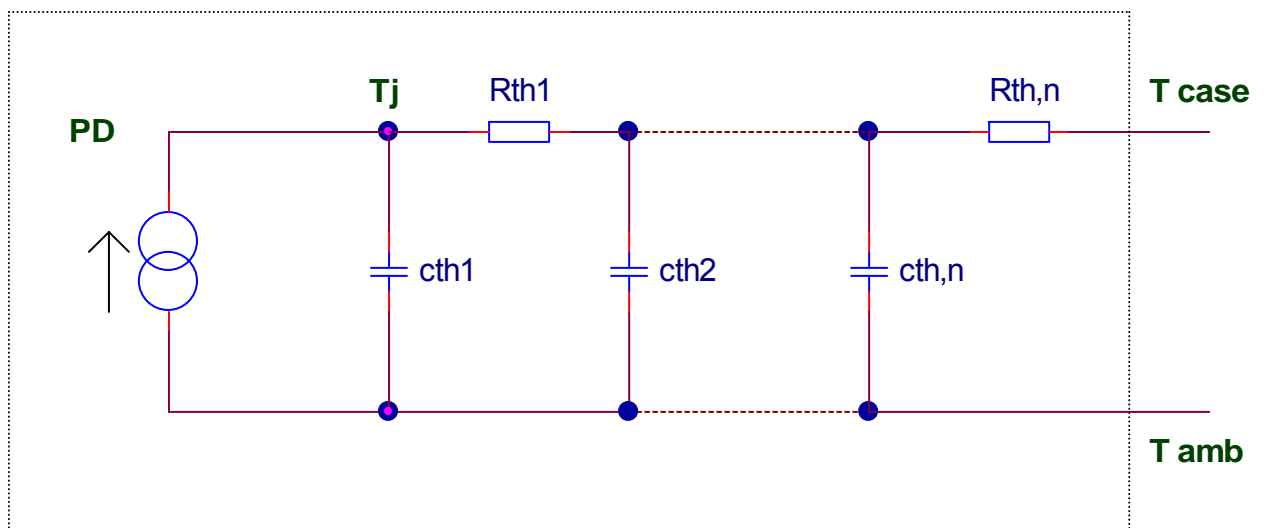 Tj
Rth1
Rth,n
T case
PD
cth1
cth2
cth,n
T amb